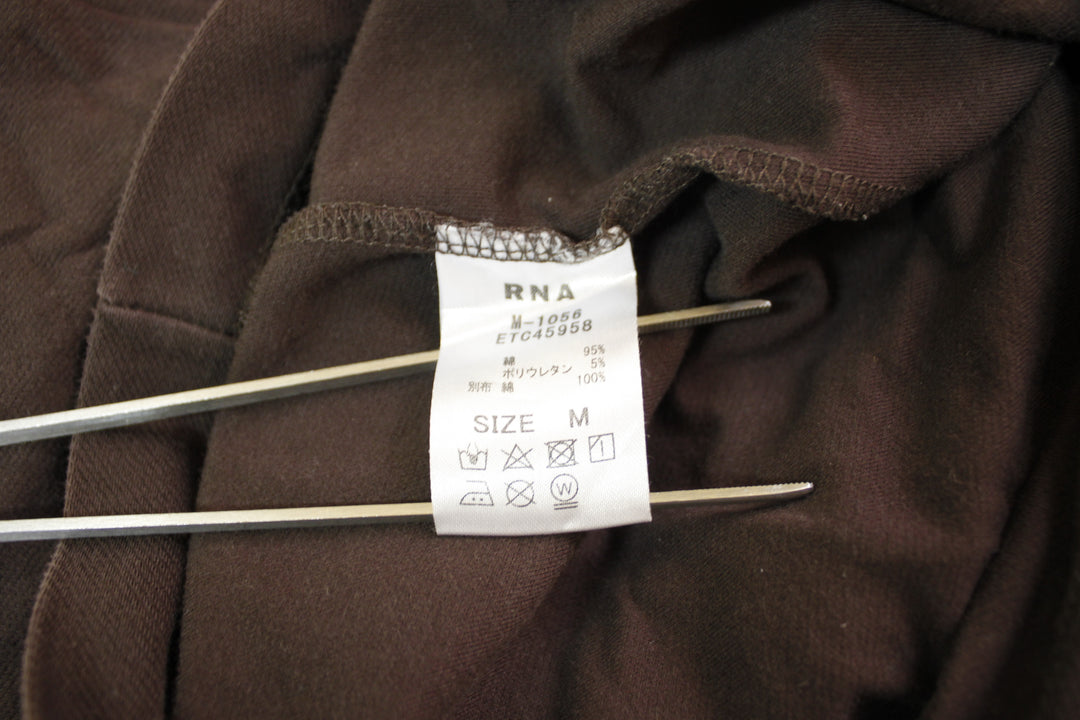 RNA
M-1056
ETC45958
綿 95%
ポリウレタン 5%
別布 綿 100%
SIZE M
W